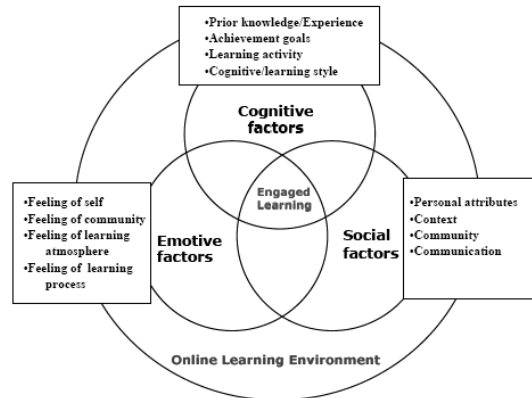 •Prior knowledge/Experience
•Achievement goals
•Learning activity
•Cognitive/learning style
Cognitive
factors
Engaged
Learning
•Feeling of self
•Feeling of community
•Feeling of learning
atmosphere
•Feeling of learning
process
Emotive
factors
Social
factors
•Personal attributes
•Context
•Community
•Communication
Online Learning Environment